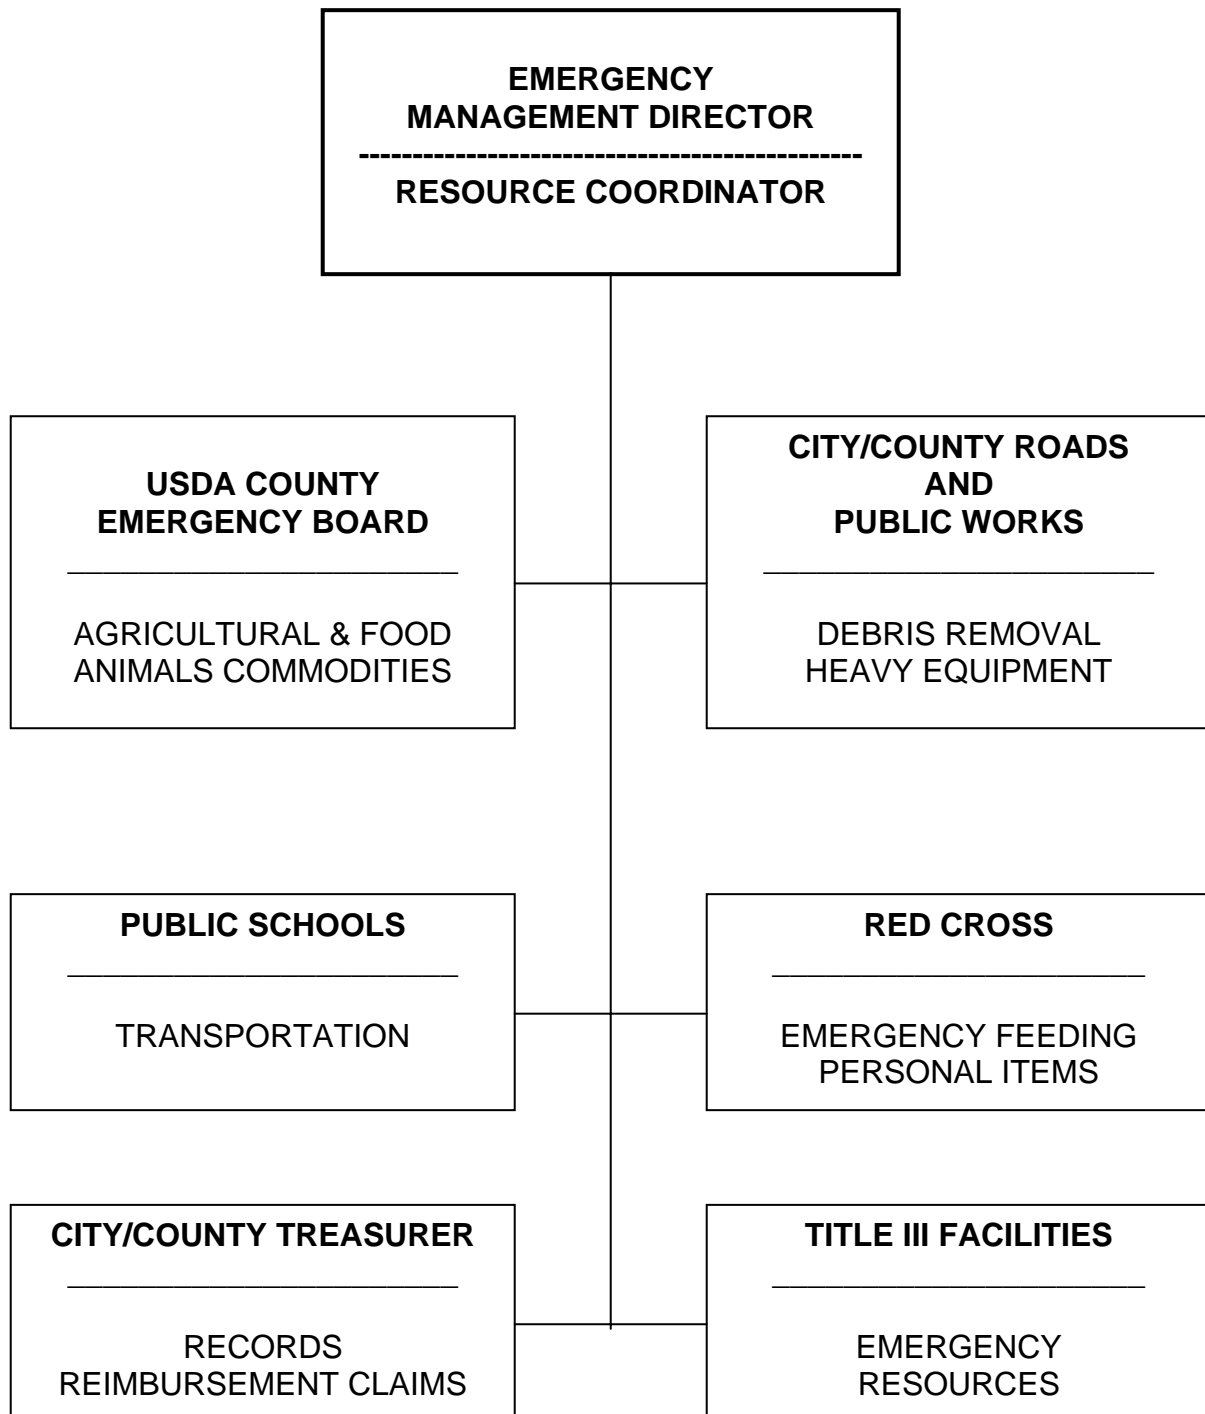 EMERGENCY
MANAGEMENT DIRECTOR
-----------------------------------------------
RESOURCE COORDINATOR
USDA COUNTY
EMERGENCY BOARD
AGRICULTURAL & FOOD
ANIMALS COMMODITIES
CITY/COUNTY ROADS
AND
PUBLIC WORKS
DEBRIS REMOVAL
HEAVY EQUIPMENT
PUBLIC SCHOOLS
TRANSPORTATION
RED CROSS
EMERGENCY FEEDING
PERSONAL ITEMS
CITY/COUNTY TREASURER
RECORDS
REIMBURSEMENT CLAIMS
TITLE III FACILITIES
EMERGENCY
RESOURCES